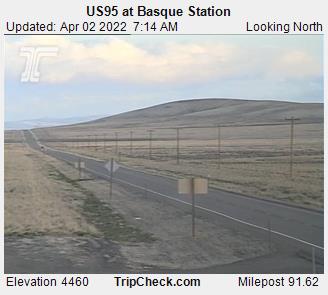 US95 at Basque Station
Updated: Apr 02 2022 7:14 AM Looking North
Elevation 4460 TripCheck.com Milepost 91.62